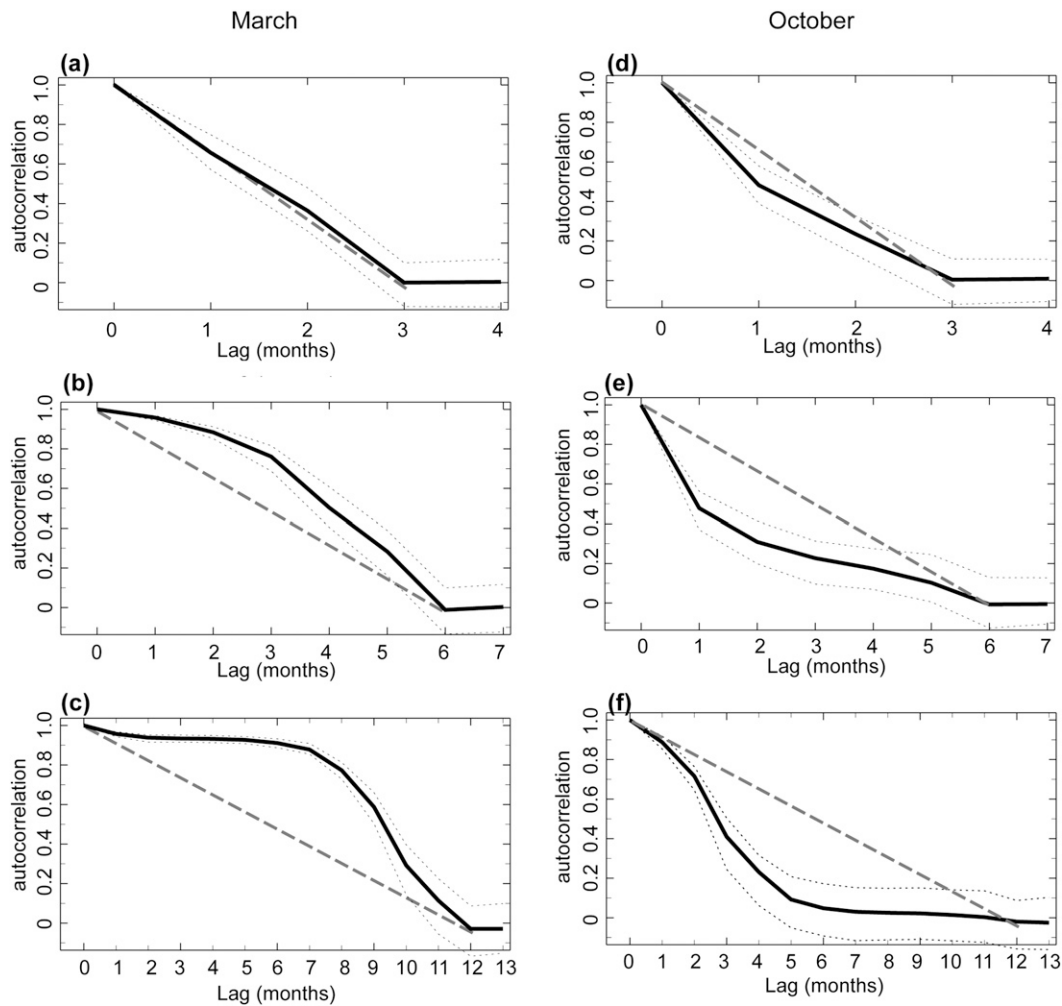 March
October
(a)
autocorrelation
0 0.2 0.4 0.6 0.8 1.0
0 1 2 3 4
Lag (months)
(d)
autocorrelation
0 0.2 0.4 0.6 0.8 1.0
0 1 2 3 4
Lag (months)
(b)
autocorrelation
0 0.2 0.4 0.6 0.8 1.0
0 1 2 3 4 5 6 7
Lag (months)
(e)
autocorrelation
0 0.2 0.4 0.6 0.8 1.0
0 1 2 3 4 5 6 7
Lag (months)
(c)
autocorrelation
0 0.2 0.4 0.6 0.8 1.0
0 1 2 3 4 5 6 7 8 9 10 11 12 13
Lag (months)
(f)
autocorrelation
0 0.2 0.4 0.6 0.8 1.0
0 1 2 3 4 5 6 7 8 9 10 11 12 13
Lag (months)